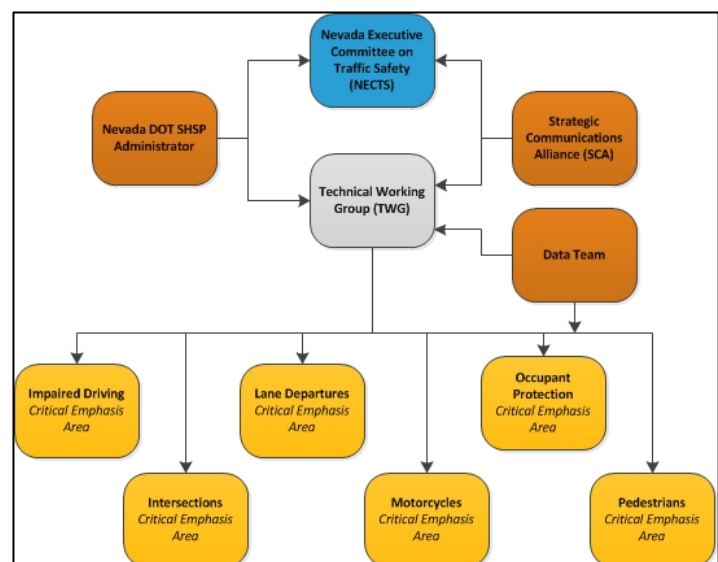 Nevada Executive
Committee on
Traffic Safety
(NECTS)
Nevada DOT SHSP
Administrator
Strategic
Communications
Alliance (SCA)
Technical Working
Group (TWG)
Data Team
Impaired Driving
Critical Emphasis
Area
Lane Departures
Critical Emphasis
Area
Occupant
Protection
Critical Emphasis
Area
Intersections
Critical Emphasis
Area
Motorcycles
Critical Emphasis
Area
Pedestrians
Critical Emphasis
Area